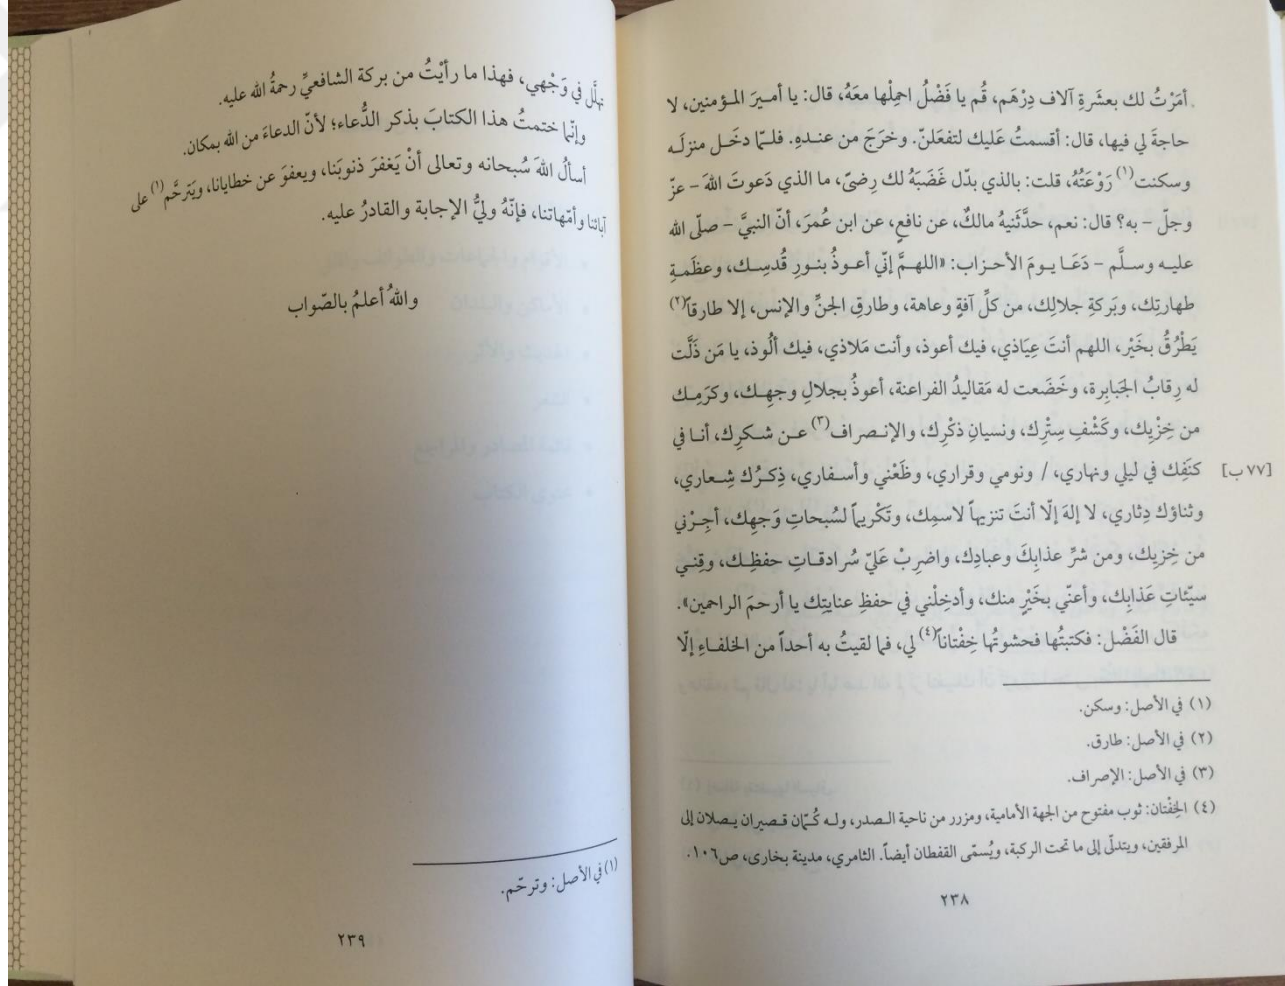 أمَرْتُ لك بعشَرةِ آلاف دِرْهَم، قُم يا فَضْلُ احمِلْها معَهُ، قال: يا أميرَ المؤمنين، لا
حاجةَ لي فيها، قال: أقسمتُ عَليك لتفعَلنّ. وخرَجَ من عندهِ. فلمّا دخَل منزلَه
وسكنت(١) رَوْعَتُهُ، قلت: بالذي بدّل غَضَبَهُ لك رِضىً، ما الذي دَعوتَ اللهَ – عزّ
وجلّ – به؟ قال: نعم، حدَّثَنيهُ مالكٌ، عن نافعٍ، عن ابن عُمرَ، أنّ النبيَّ – صلّى الله
عليه وسلَّم – دَعَا يومَ الأحزاب: «اللهمَّ إنّي أعوذُ بنورِ قُدسِك، وعظَمةِ
طهارتِك، وبَركةِ جلالِك، من كلِّ آفةٍ وعاهة، وطارقِ الجنِّ والإنس، إلا طارقاً(٢)
يَطْرُقُ بخَيْر، اللهم أنتَ عِيَاذي، فيك أعوذ، وأنت مَلاذي، فيك ألُوذ، يا مَن ذَلَّت
له رِقابُ الجَبابِرة، وخَضَعت له مَقاليدُ الفراعنة، أعوذُ بجلالِ وجهِك، وكرَمِك
من خِزْيِك، وكَشْفِ سِتْرِك، ونسيانِ ذكْرِك، والإنصراف(٣) عن شكرِك، أنا في
كنَفِك في ليلي ونهاري، / ونومي وقراري، وظَعْني وأسفاري، ذِكرُك شِعاري، [٧٧ ب]
وثناؤك دِثاري، لا إلهَ إلّا أنتَ تنزيهاً لاسمِك، وتَكْريماً لسُبحاتِ وَجهِك، أجِرْني
من خِزيِك، ومن شرِّ عذابِكَ وعبادِك، واضرِبْ عَليّ سُرادقاتِ حفظِك، وقِني
سيّئاتِ عَذابِك، وأعنّي بخَيْرٍ منك، وأدخِلْني في حفظِ عنايتِك يا أرحمَ الراحمين».
قال الفَضْل: فكتبتُها فحشوتُها خِفْتاناً(٤) لي، فما لقيتُ به أحداً من الخلفاءِ إلّا
(١) في الأصل: وسكن.
(٢) في الأصل: طارق.
(٣) في الأصل: الإصراف.
(٤) الخِفْتان: ثوب مفتوح من الجهة الأمامية، ومزرر من ناحية الصدر، وله كُمّان قصيران يصلان إلى
المرفقين، ويتدلّى إلى ما تحت الركبة، ويُسمّى القفطان أيضاً. الثامري، مدينة بخارى، ص١٠٦.
٢٣٨
تهلَّل في وَجْهي، فهذا ما رأيْتُ من بركة الشافعيِّ رحمةُ الله عليه.
وإنّما ختمتُ هذا الكتابَ بذكر الدُّعاء؛ لأنّ الدعاءَ من الله بمكان.
أسألُ اللهَ سُبحانه وتعالى أنْ يَغفرَ ذنوبَنا، ويعفوَ عن خطايانا، ويَترحَّم(١) على
آبائنا وأمّهاتنا، فإنّهُ وليُّ الإجابة والقادرُ عليه.
واللهُ أعلمُ بالصّواب
(١) في الأصل: وترحّم.
٢٣٩